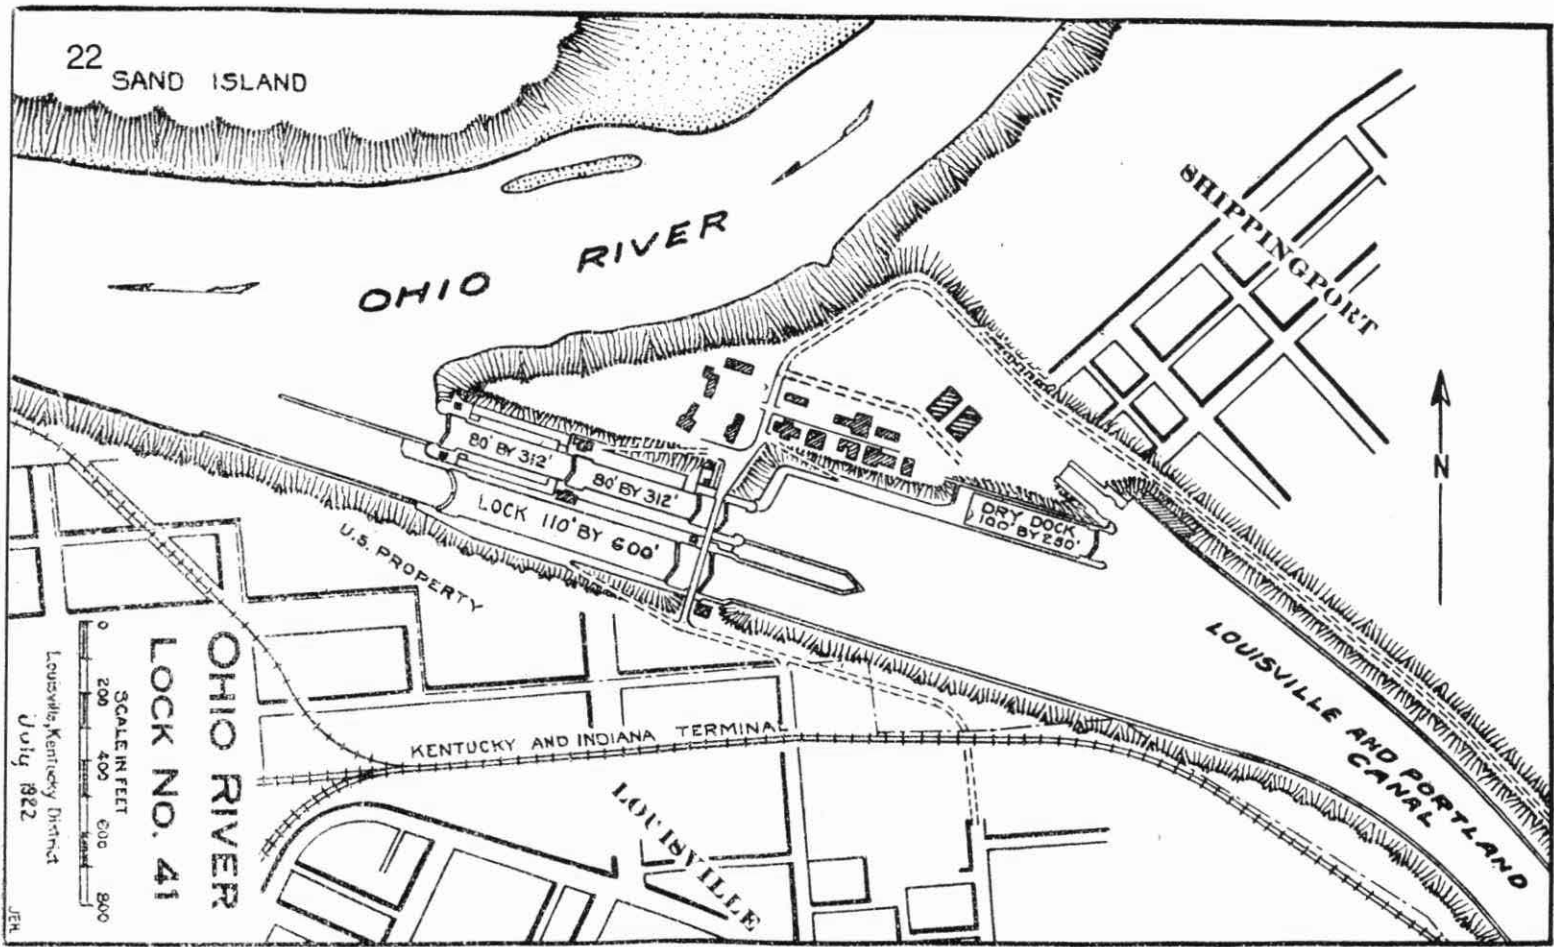 22
SAND ISLAND
SHIPPINGPORT
OHIO RIVER
80' BY 312'
80' BY 312'
LOCK 110' BY 600'
DRY DOCK
100' BY 250'
N
U.S. PROPERTY
LOUISVILLE AND PORTLAND
CANAL
KENTUCKY AND INDIANA TERMINAL
LOUISVILLE
OHIO RIVER
LOCK NO. 41
SCALE IN FEET
0 200 400 600 800
Louisville, Kentucky District
July 1922
JEH